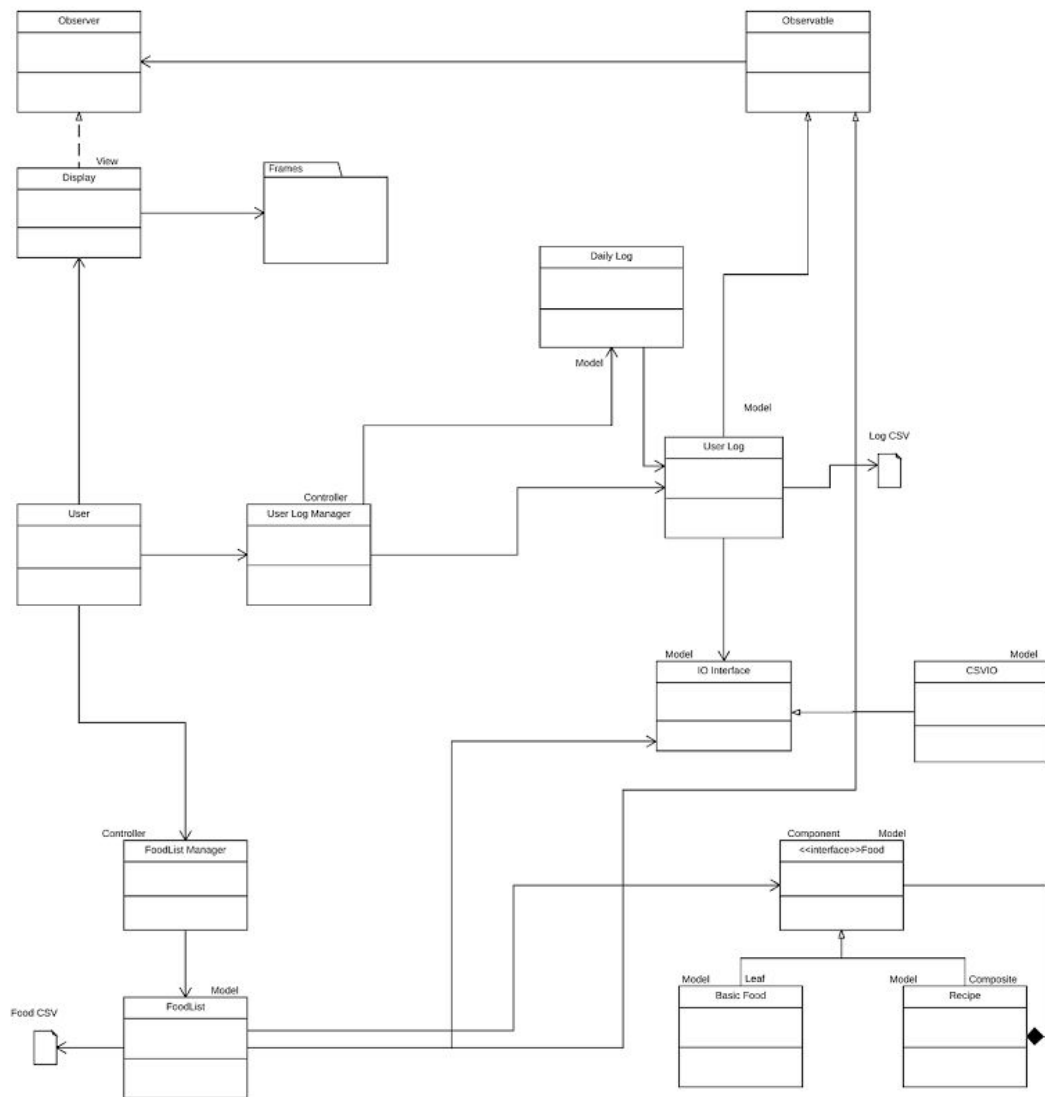 Observer
Observable
View
Display
Frames
Daily Log
Model
Model
User Log
Log CSV
Controller
User
User Log Manager
Model
IO Interface
Model
CSVIO
Controller
FoodList Manager
Component
Model
<<interface>>Food
Model
Leaf
Basic Food
Model
Composite
Recipe
Model
FoodList
Food CSV